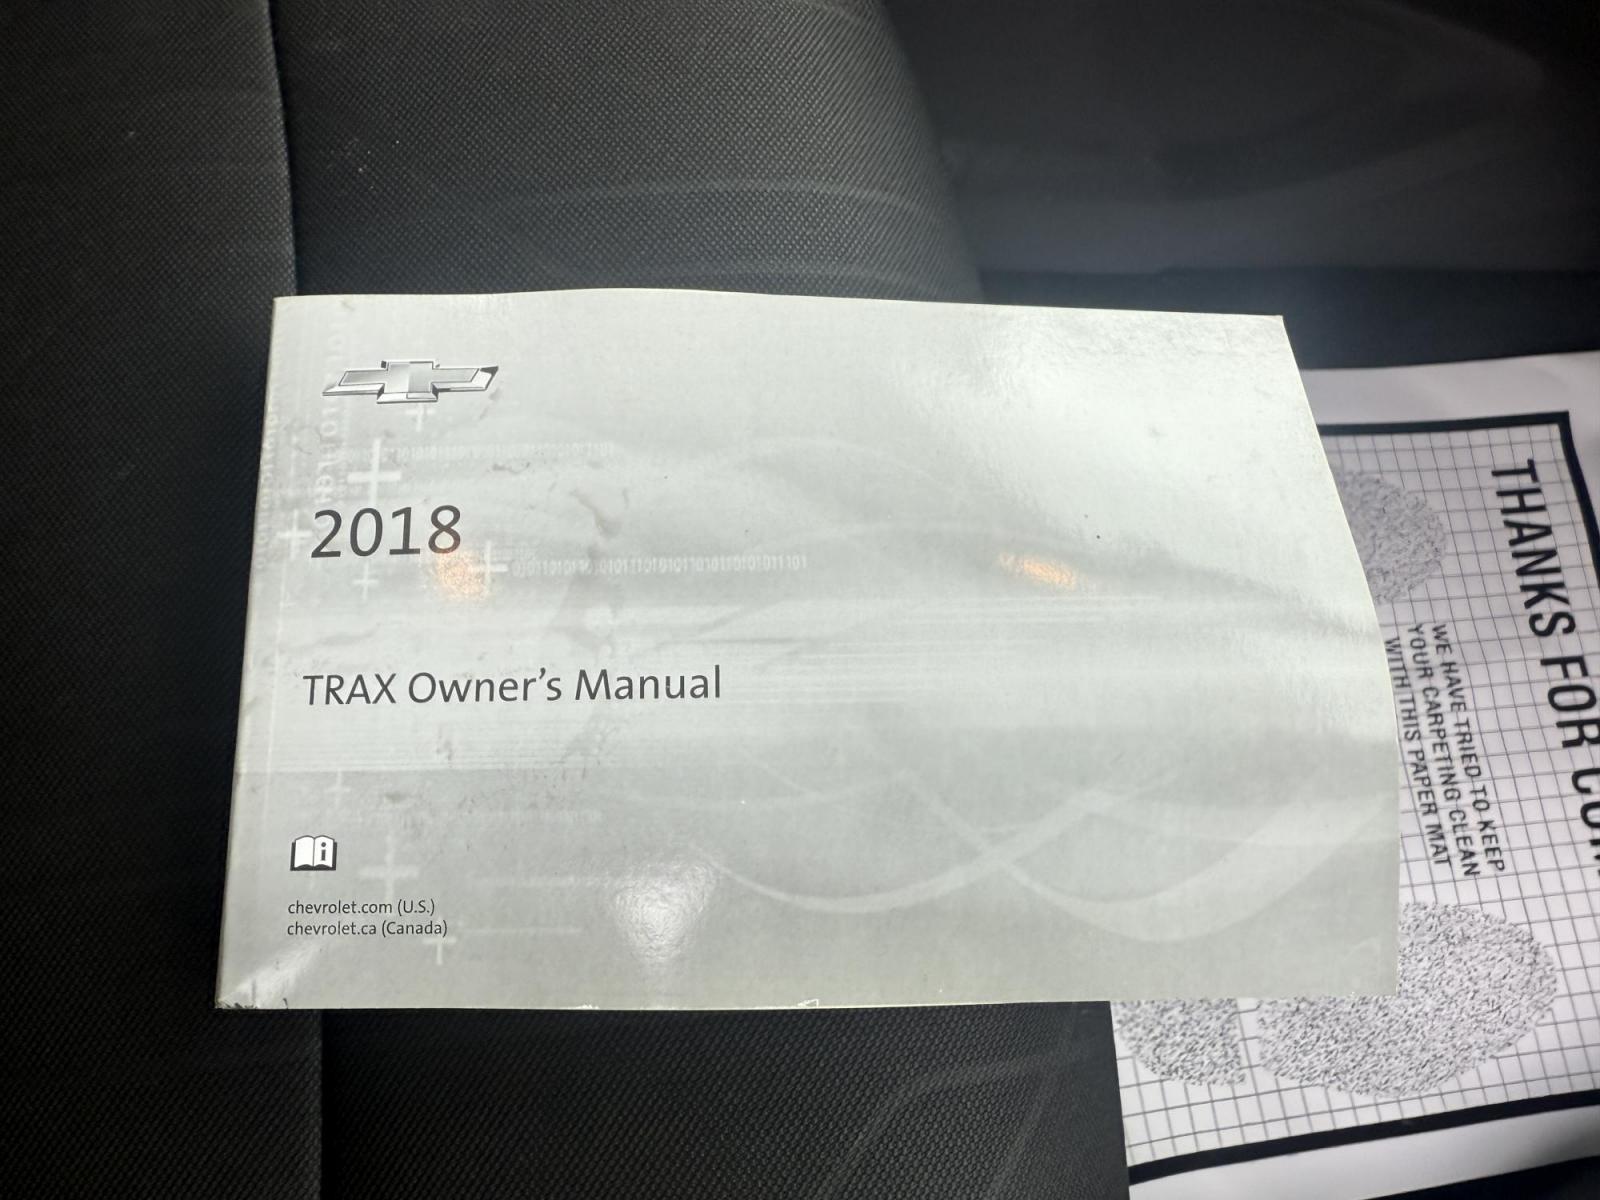 2018
TRAX Owner's Manual
i
chevrolet.com (U.S.)
chevrolet.ca (Canada)
THANKS FOR
WE HAVE TRIED TO KEEP
YOUR CARPETING CLEAN
WITH THIS PAPER MAT